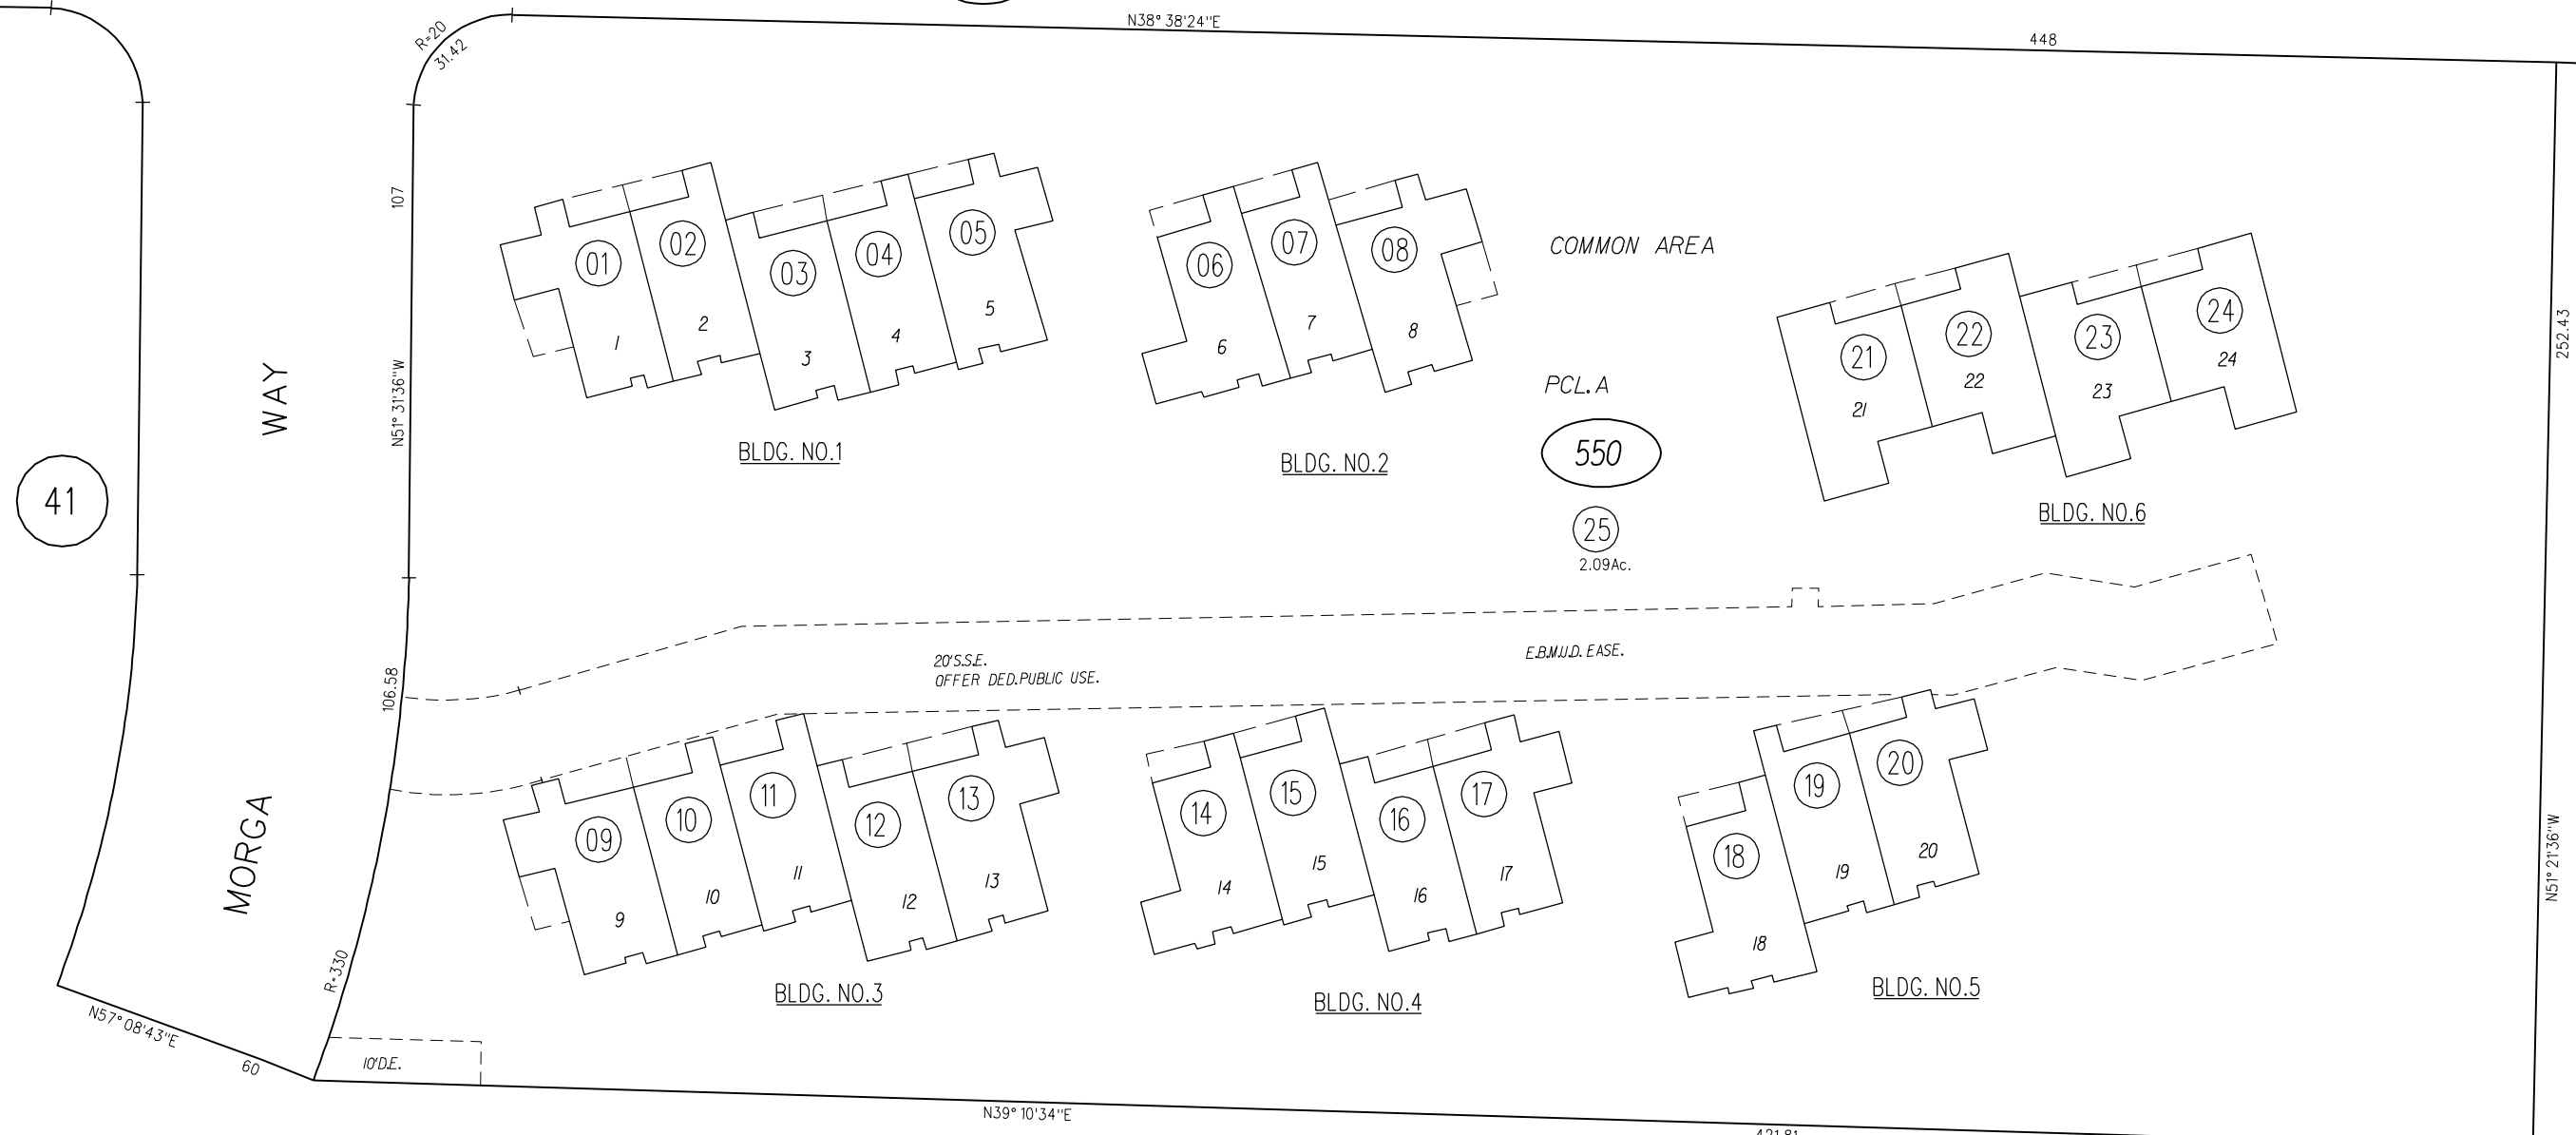 N38° 38'24"E
448
R=20
31.42
107
N51° 31'36"W
WAY
41
01
02
03
04
05
1
2
3
4
5
BLDG. NO.1
06
07
08
6
7
8
BLDG. NO.2
COMMON AREA
PCL. A
550
25
2.09Ac.
21
22
23
24
21
22
23
24
BLDG. NO.6
252.43
106.58
20'S.S.E.
OFFER DED. PUBLIC USE.
E.B.M.U.D. EASE.
MORGA
09
10
11
12
13
9
10
11
12
13
BLDG. NO.3
14
15
16
17
14
15
16
17
BLDG. NO.4
18
19
20
18
19
20
BLDG. NO.5
N51° 21'36"W
R=330
N57° 08'43"E
60
10'D.E.
N39° 10'34"E
421.81